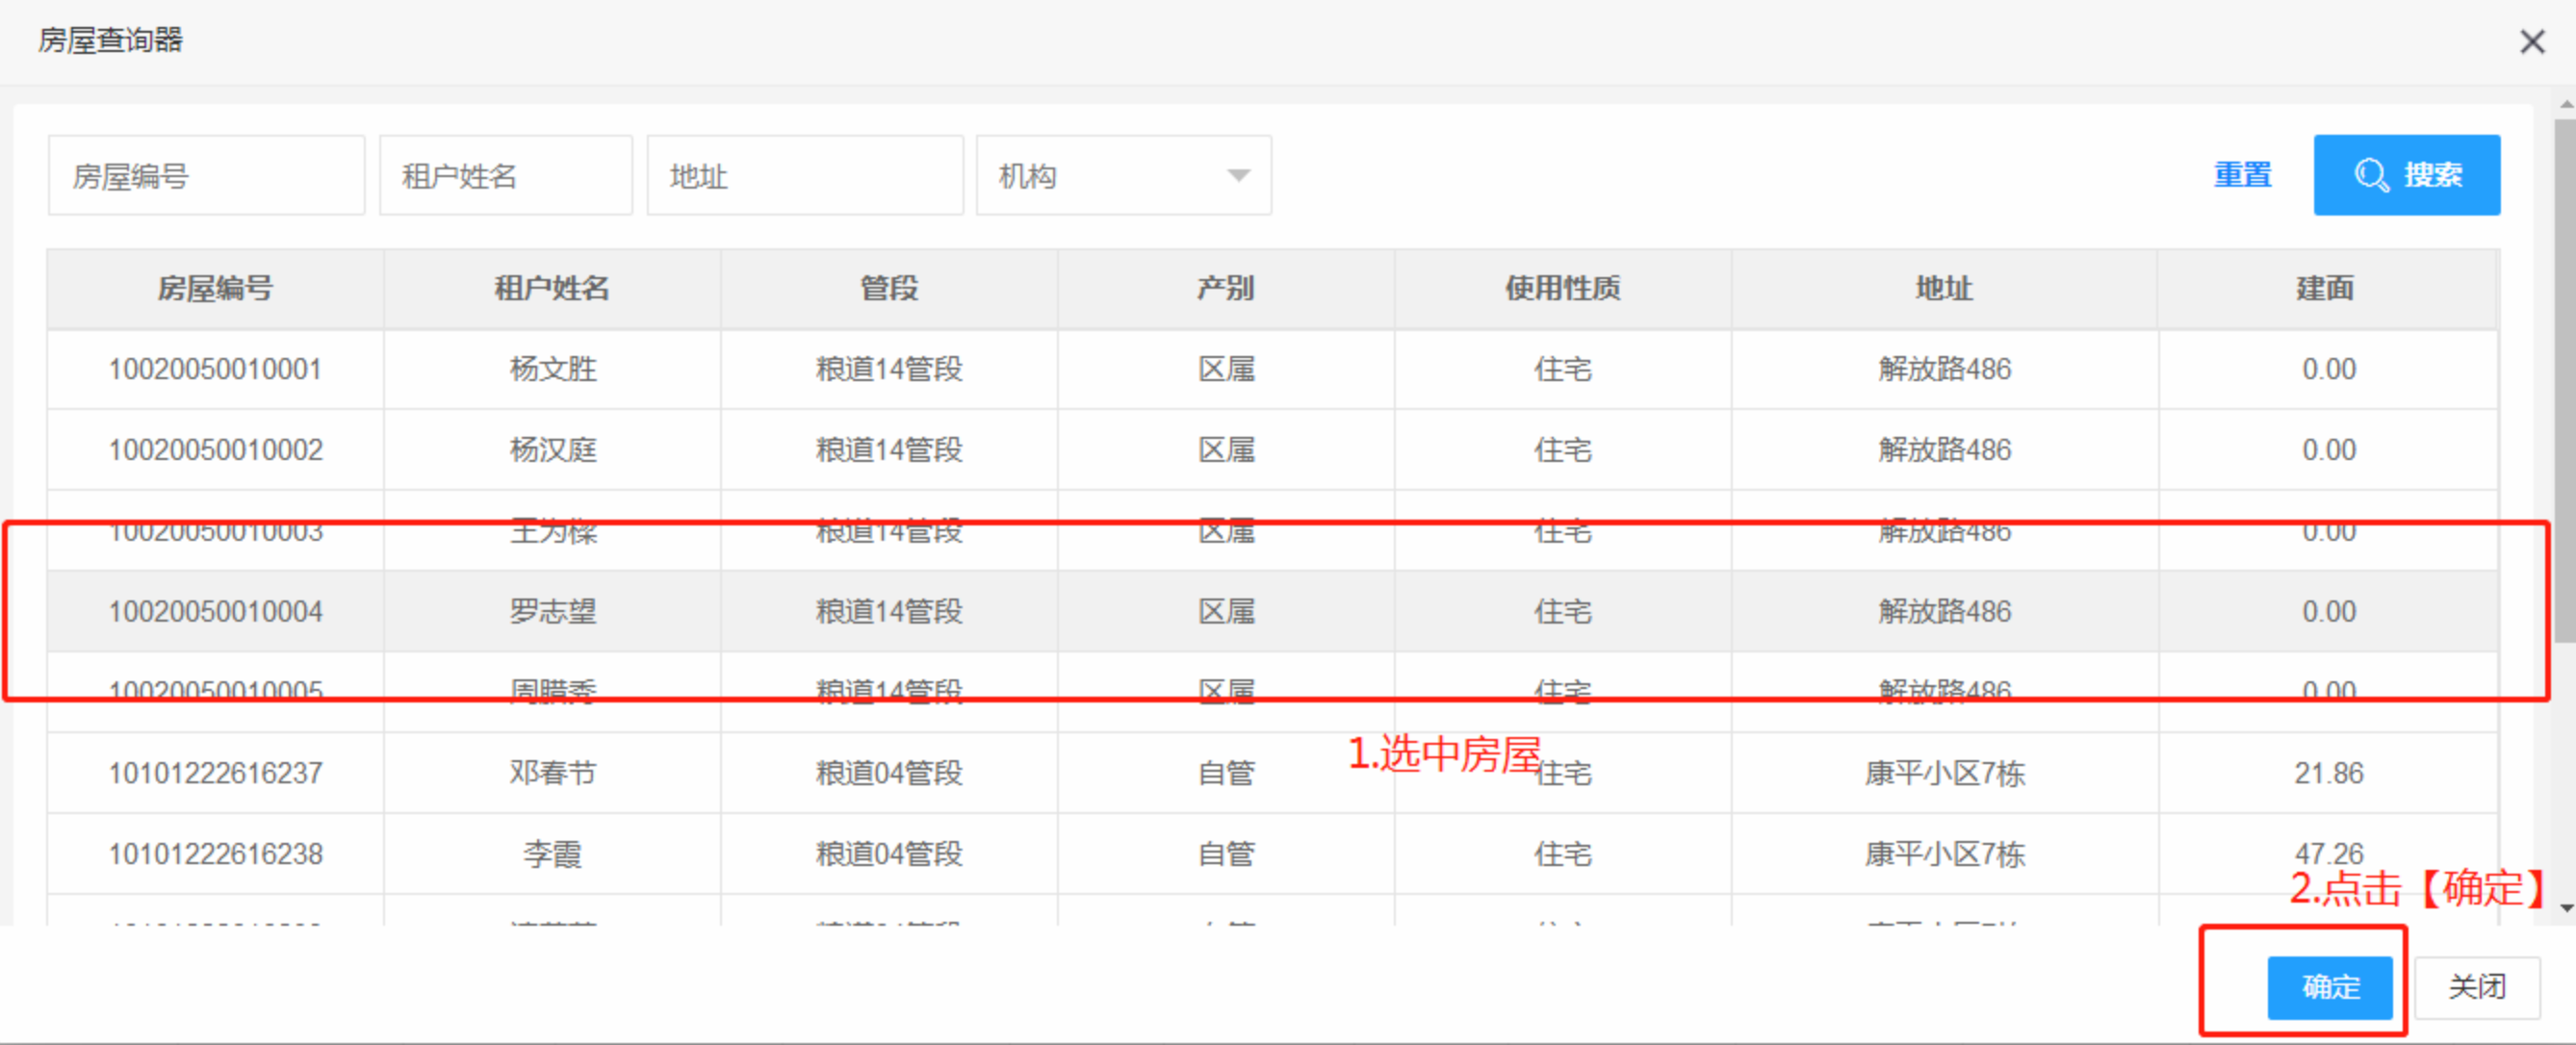 房屋查询器
房屋编号 租户姓名 地址 机构 重置 搜索
房屋编号 租户姓名 管段 产别 使用性质 地址 建面
10020050010001 杨文胜 粮道14管段 区属 住宅 解放路486 0.00
10020050010002 杨汉庭 粮道14管段 区属 住宅 解放路486 0.00
10020050010003 王为樑 粮道14管段 区属 住宅 解放路486 0.00
10020050010004 罗志望 粮道14管段 区属 住宅 解放路486 0.00
10020050010005 周腊秀 粮道14管段 区属 住宅 解放路486 0.00
1.选中房屋
10101222616237 邓春节 粮道04管段 自管 住宅 康平小区7栋 21.86
10101222616238 李霞 粮道04管段 自管 住宅 康平小区7栋 47.26
2.点击【确定】
确定 关闭